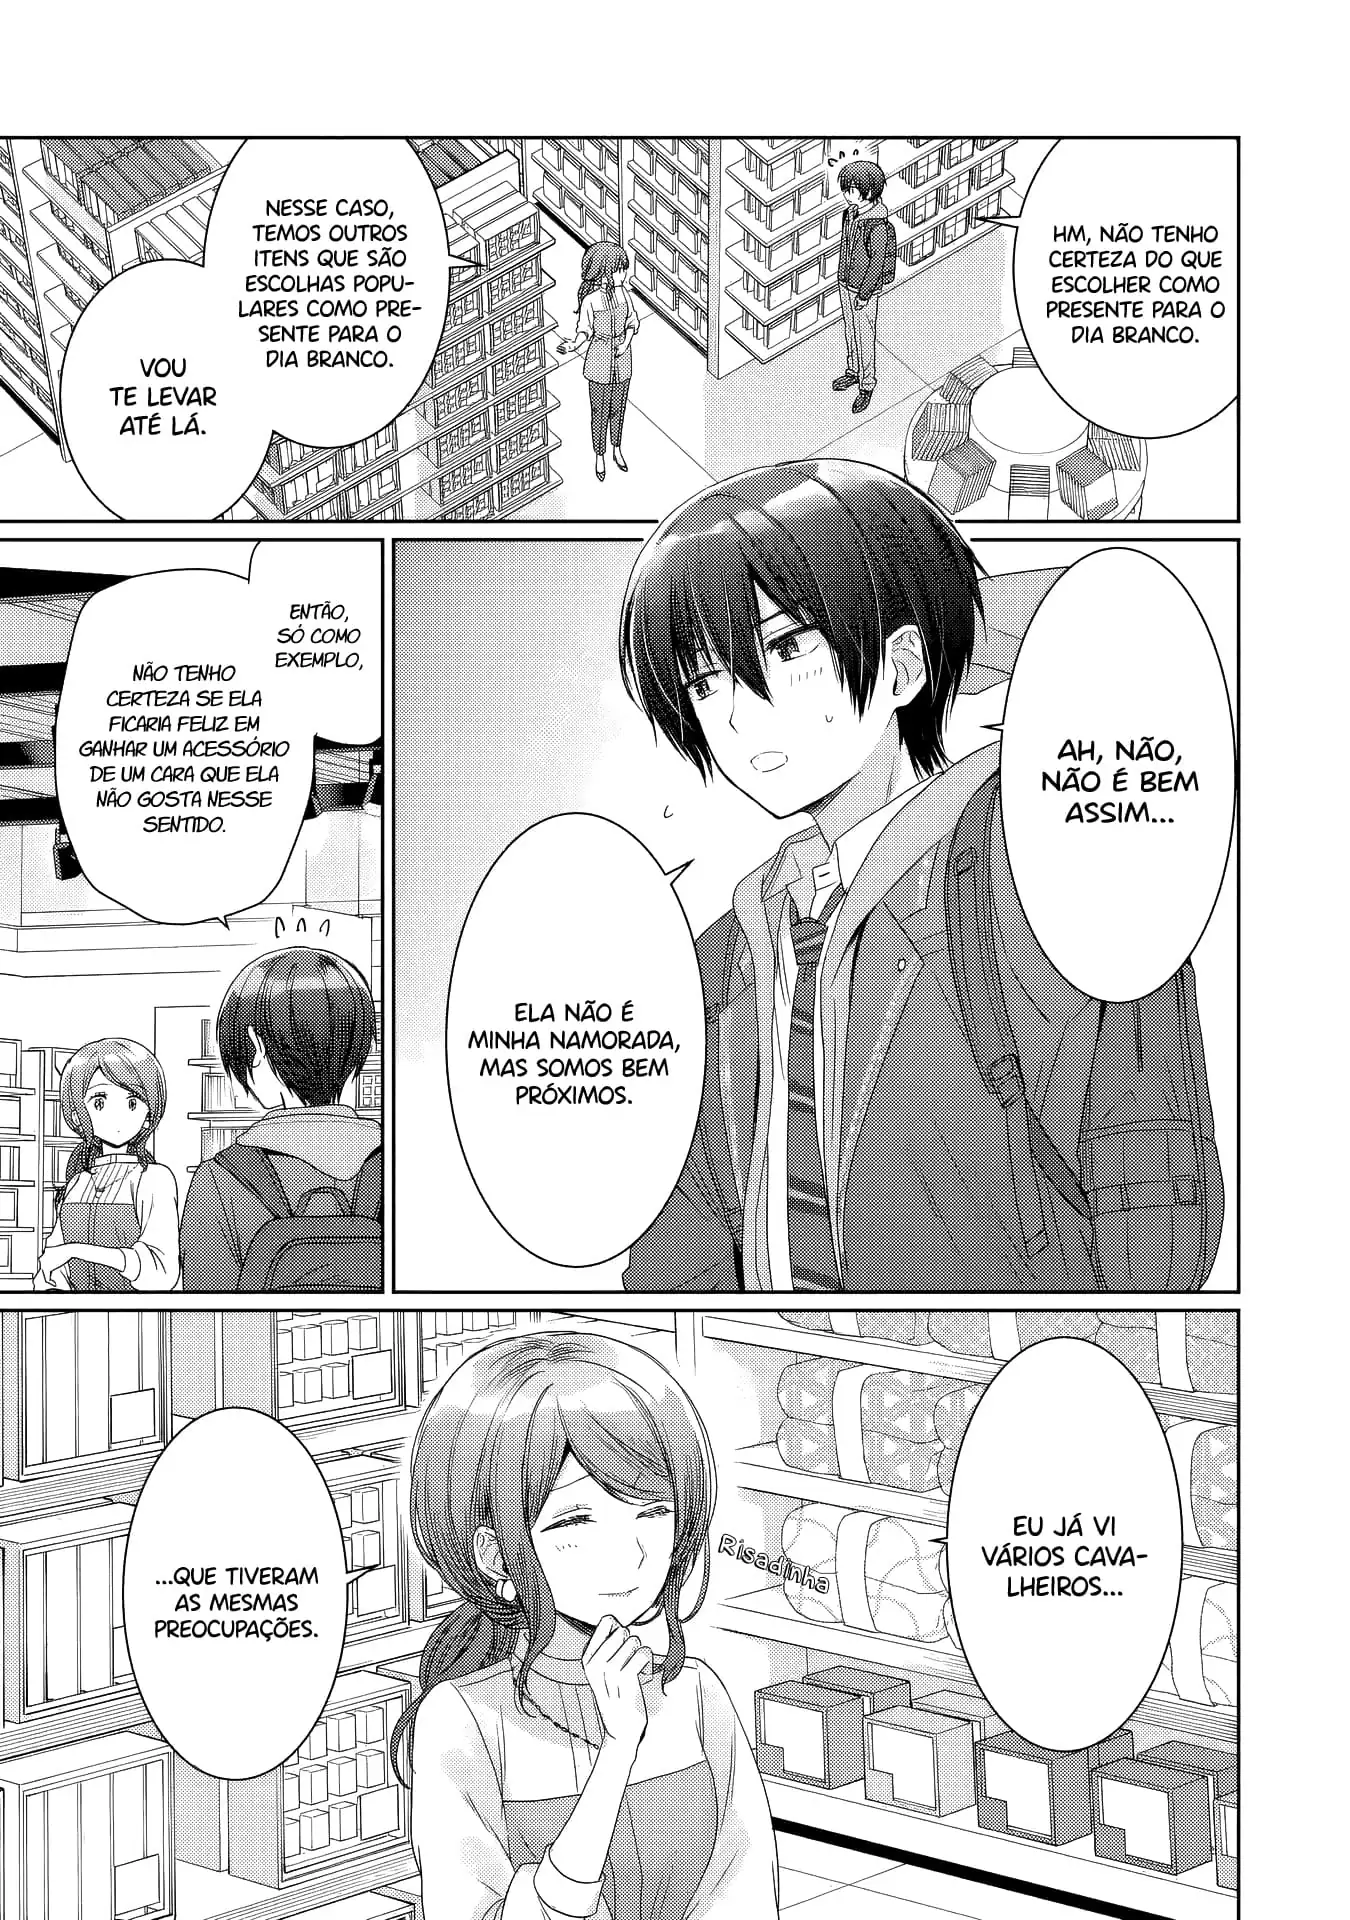 HM, NÃO TENHO
CERTEZA DO QUE
ESCOLHER COMO
PRESENTE PARA O
DIA BRANCO.
NESSE CASO,
TEMOS OUTROS
ITENS QUE SÃO
ESCOLHAS POPU-
LARES COMO PRE-
SENTE PARA O
DIA BRANCO.
VOU
TE LEVAR
ATÉ LÁ.
AH, NÃO,
NÃO É BEM
ASSIM...
ELA NÃO É
MINHA NAMORADA,
MAS SOMOS BEM
PRÓXIMOS.
ENTÃO,
SÓ COMO
EXEMPLO,
NÃO TENHO
CERTEZA SE ELA
FICARIA FELIZ EM
GANHAR UM ACESSÓRIO
DE UM CARA QUE ELA
NÃO GOSTA NESSE
SENTIDO.
EU JÁ VI
VÁRIOS CAVA-
LHEIROS...
Risadinha
...QUE TIVERAM
AS MESMAS
PREOCUPAÇÕES.